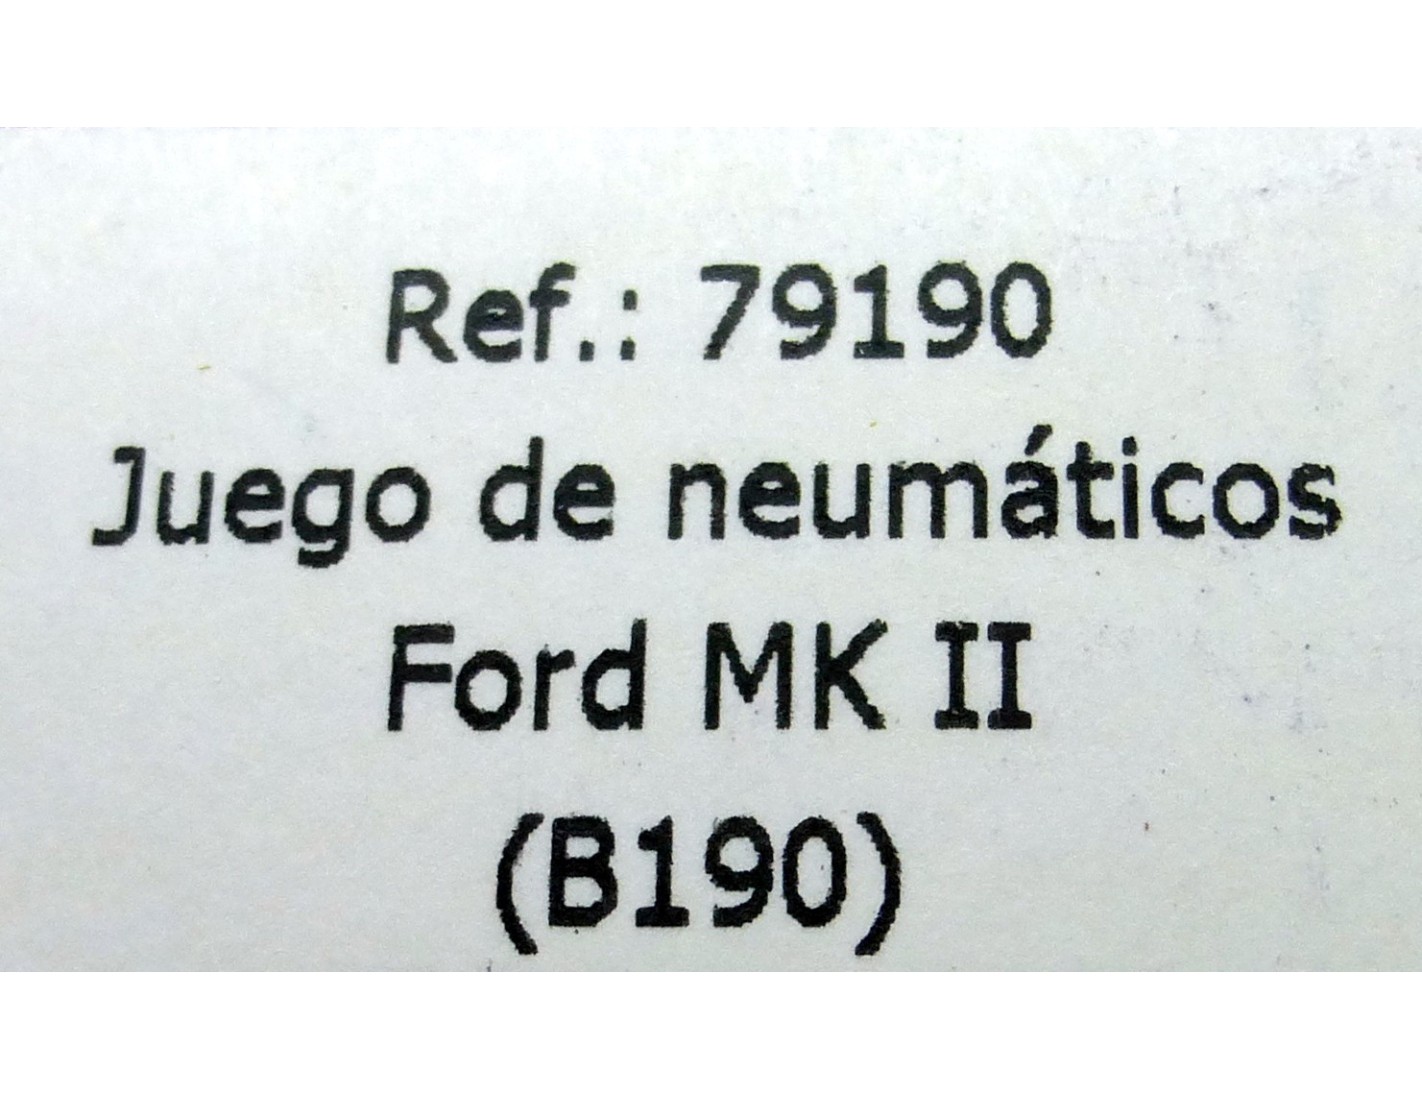 Ref.: 79190
Juego de neumáticos
Ford MK II
(B190)